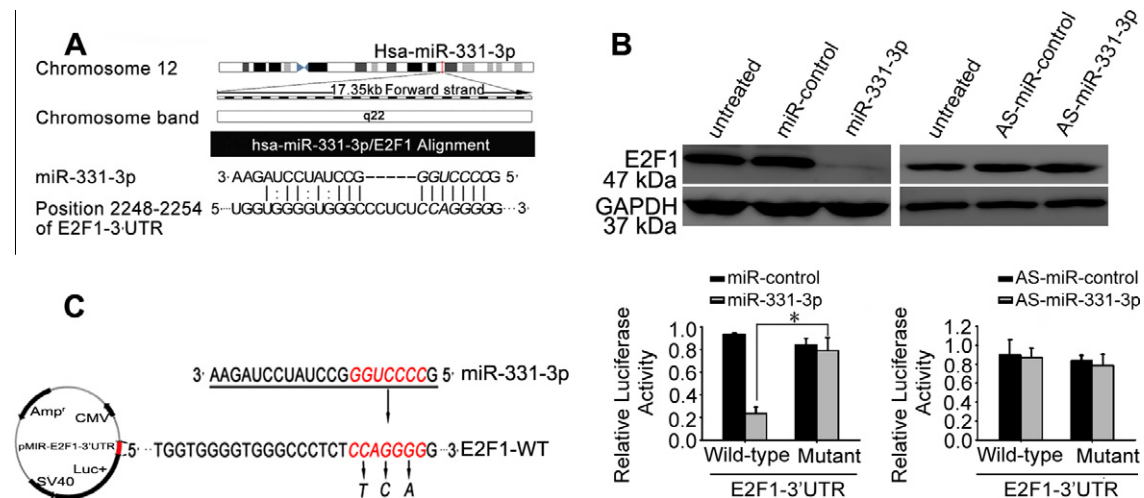 A
Hsa-miR-331-3p
Chromosome 12
17.35kb Forward strand
Chromosome band
q22
hsa-miR-331-3p/E2F1 Alignment
miR-331-3p
3· AAGAUCCUAUCCG-----GGUCCCCG 5·
Position 2248-2254
of E2F1-3·UTR
5·····UGGUGGGGUGGGCCCUCUCCAGGGGG···3·
B
untreated
miR-control
miR-331-3p
untreated
AS-miR-control
AS-miR-331-3p
E2F1
47 kDa
GAPDH
37 kDa
miR-control
miR-331-3p
*
Relative Luciferase
Activity
1.0
0.8
0.6
0.4
0.2
0.0
Wild-type Mutant
E2F1-3'UTR
AS-miR-control
AS-miR-331-3p
Relative Luciferase
Activity
1.2
1.0
0.8
0.6
0.4
0.2
0.0
Wild-type Mutant
E2F1-3'UTR
C
3· AAGAUCCUAUCCGGGUCCCCG 5· miR-331-3p
Ampr
CMV
pMIR-E2F1-3'UTR
Luc+
SV40
5····TGGTGGGGTGGGCCCTCTCCAGGGGG···3· E2F1-WT
T C A